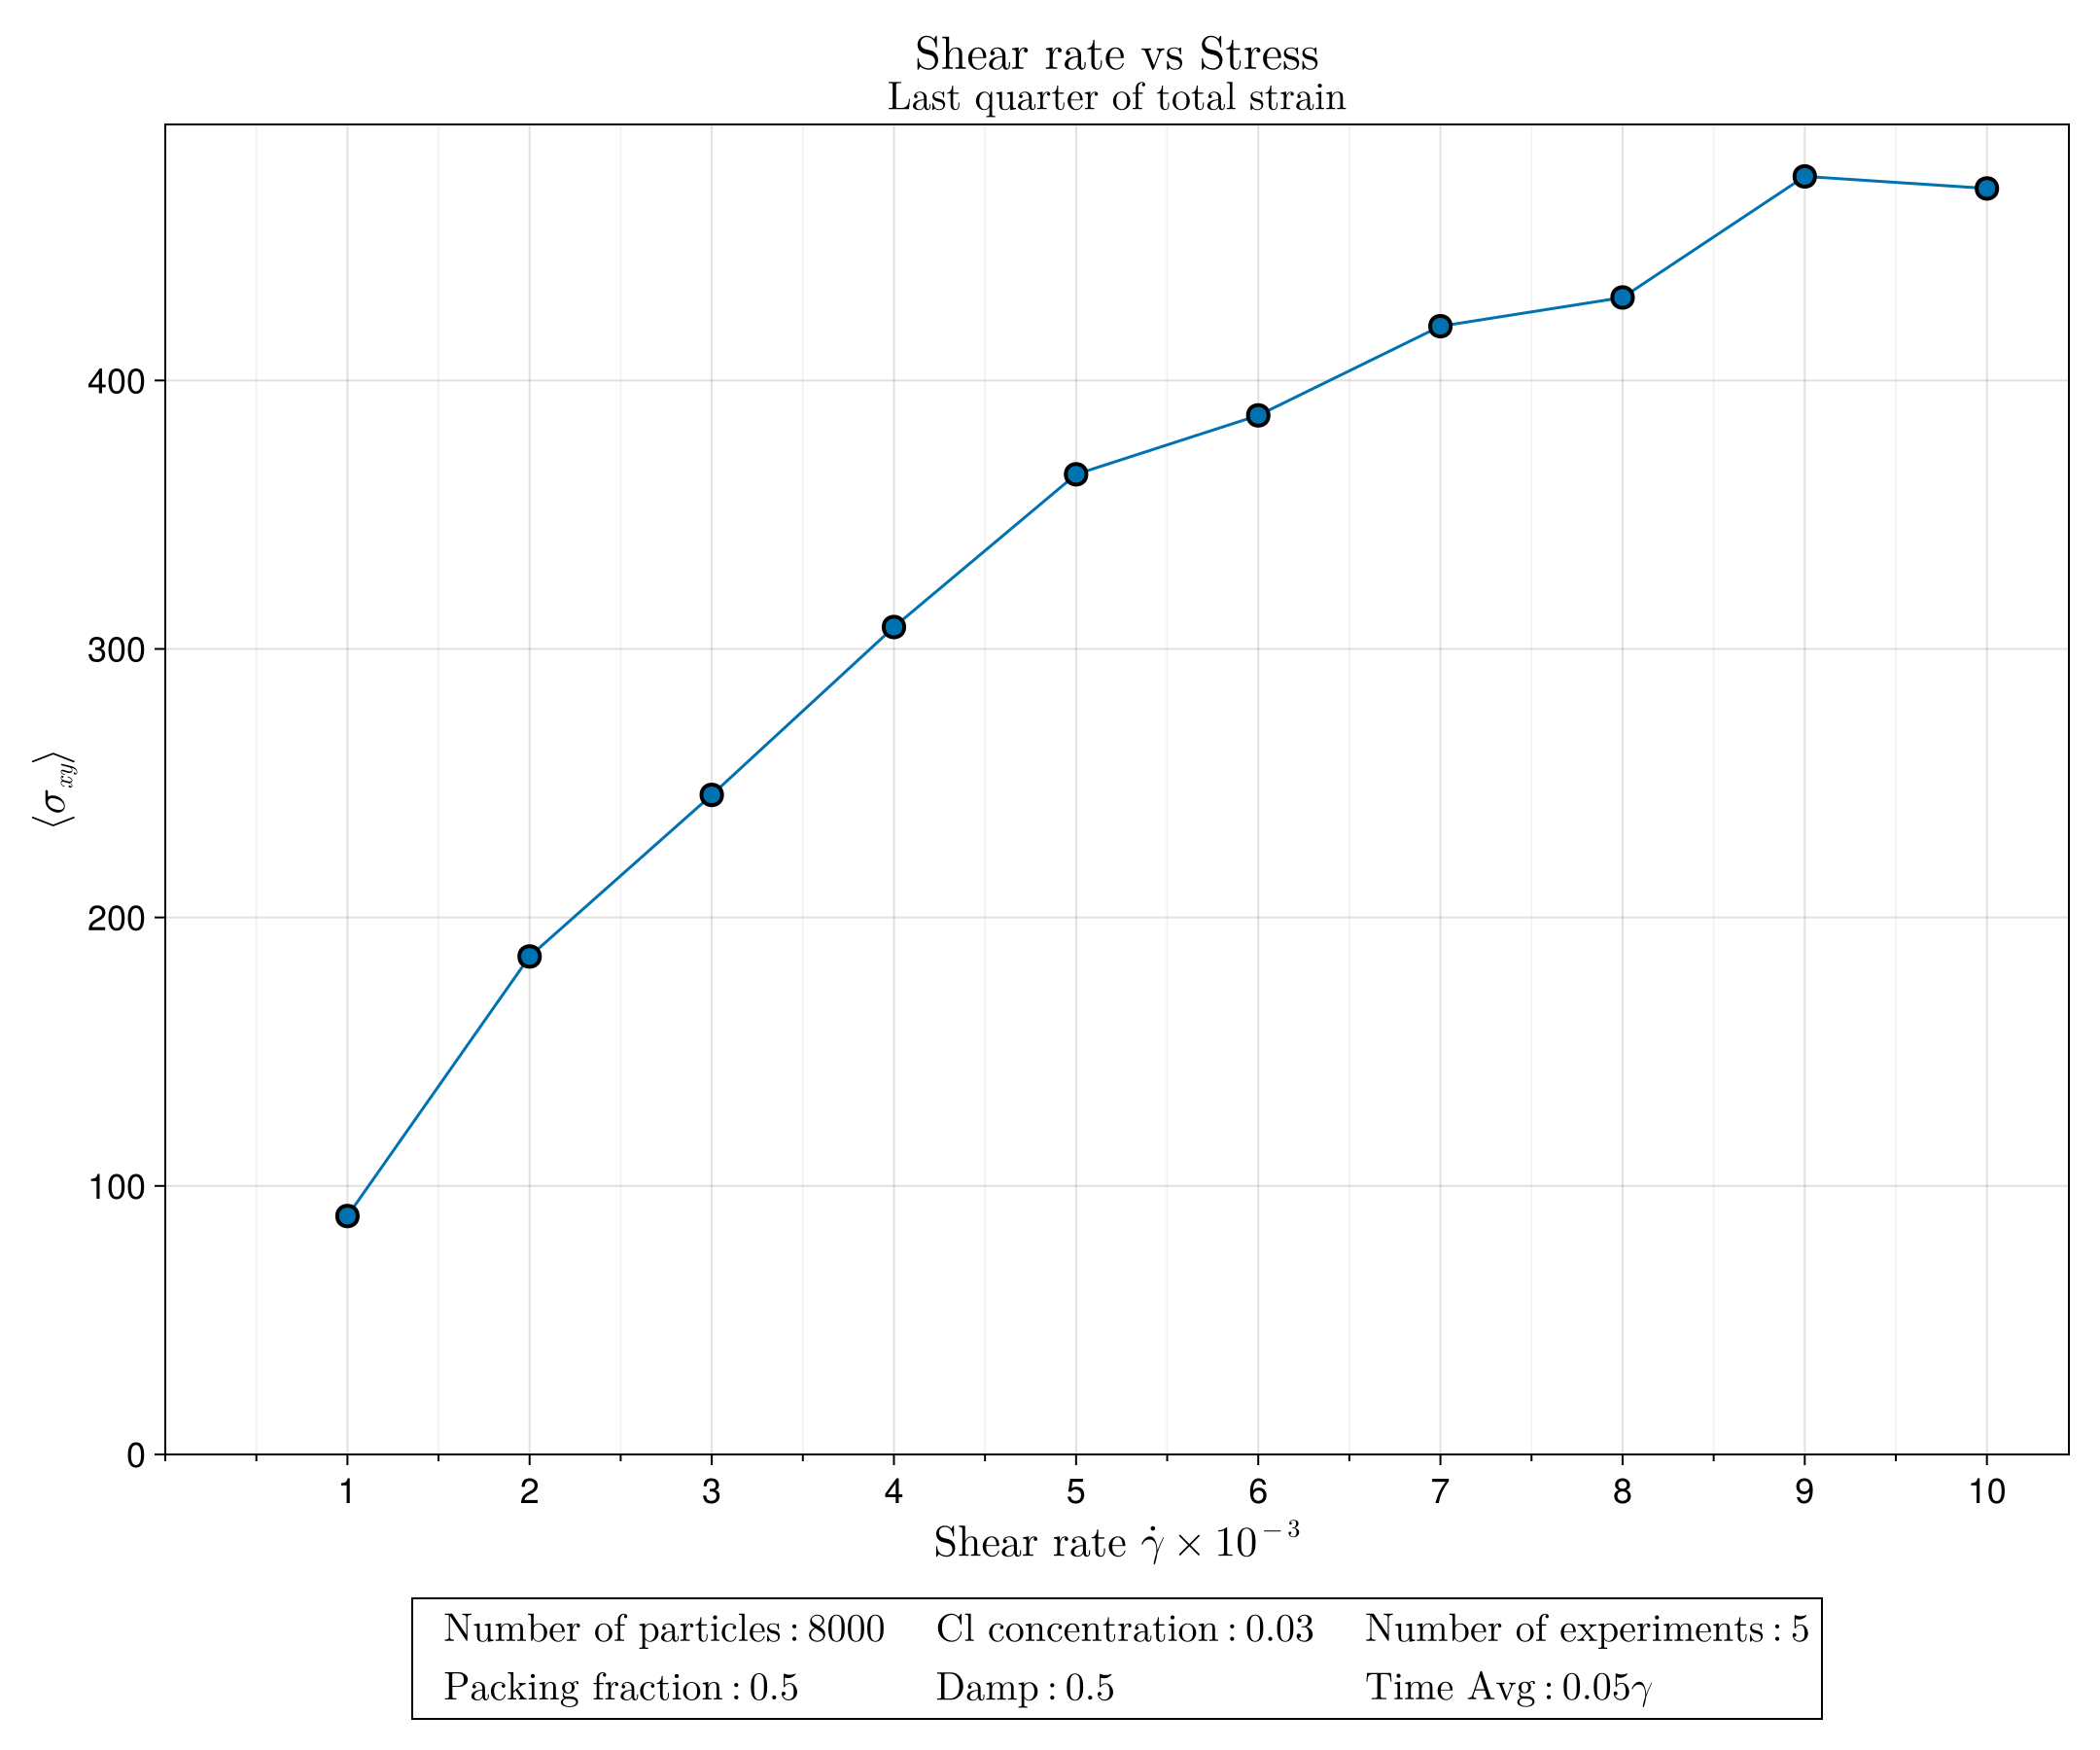 Shear rate vs Stress
Last quarter of total strain
⟨σxy⟩
400
300
200
100
0
1 2 3 4 5 6 7 8 9 10
Shear rate γ̇ × 10⁻³
Number of particles : 8000 Cl concentration : 0.03 Number of experiments : 5
Packing fraction : 0.5 Damp : 0.5 Time Avg : 0.05γ